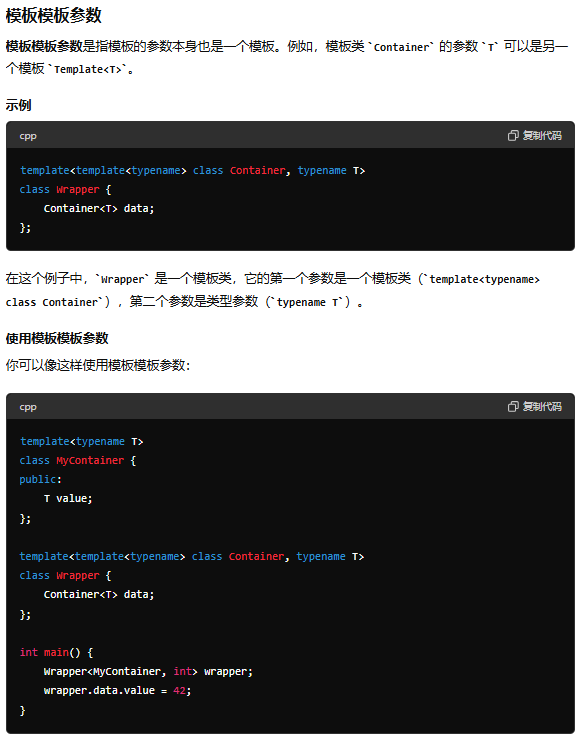 模板模板参数
模板模板参数是指模板的参数本身也是一个模板。例如，模板类 `Container` 的参数 `T` 可以是另一
个模板 `Template<T>`。
示例
cpp 复制代码
template<template<typename> class Container, typename T>
class Wrapper {
    Container<T> data;
};
在这个例子中，`Wrapper` 是一个模板类，它的第一个参数是一个模板类（`template<typename>
class Container`），第二个参数是类型参数（`typename T`）。
使用模板模板参数
你可以像这样使用模板模板参数：
cpp 复制代码
template<typename T>
class MyContainer {
public:
    T value;
};
template<template<typename> class Container, typename T>
class Wrapper {
    Container<T> data;
};
int main() {
    Wrapper<MyContainer, int> wrapper;
    wrapper.data.value = 42;
}